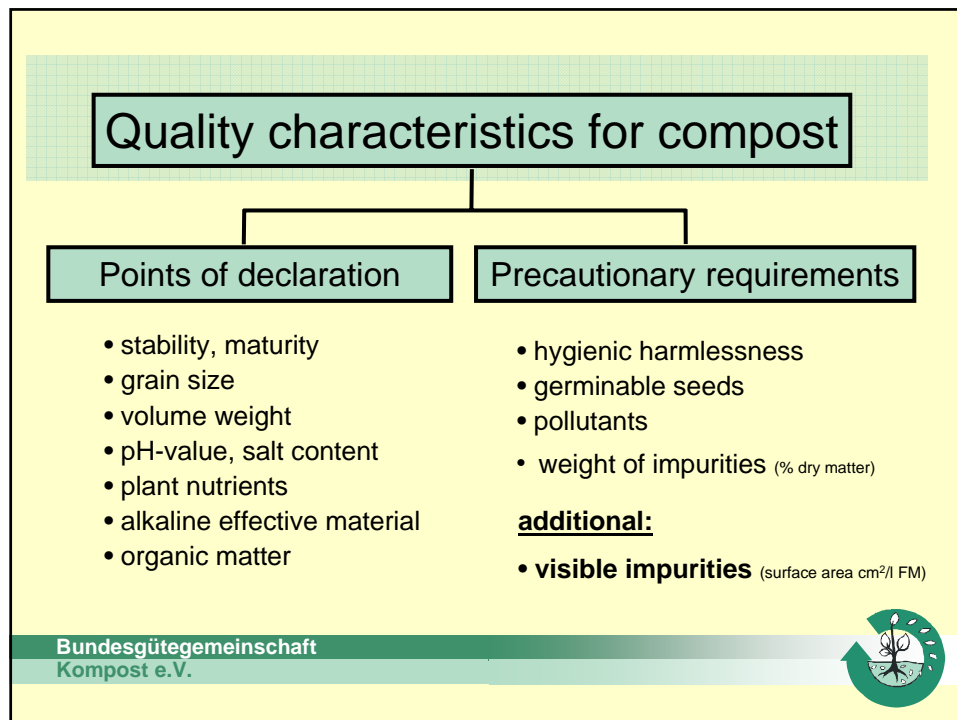 Quality characteristics for compost
Points of declaration
• stability, maturity
• grain size
• volume weight
• pH-value, salt content
• plant nutrients
• alkaline effective material
• organic matter
Precautionary requirements
• hygienic harmlessness
• germinable seeds
• pollutants
• weight of impurities (% dry matter)
additional:
• visible impurities (surface area cm²/l FM)
Bundesgütegemeinschaft
Kompost e.V.